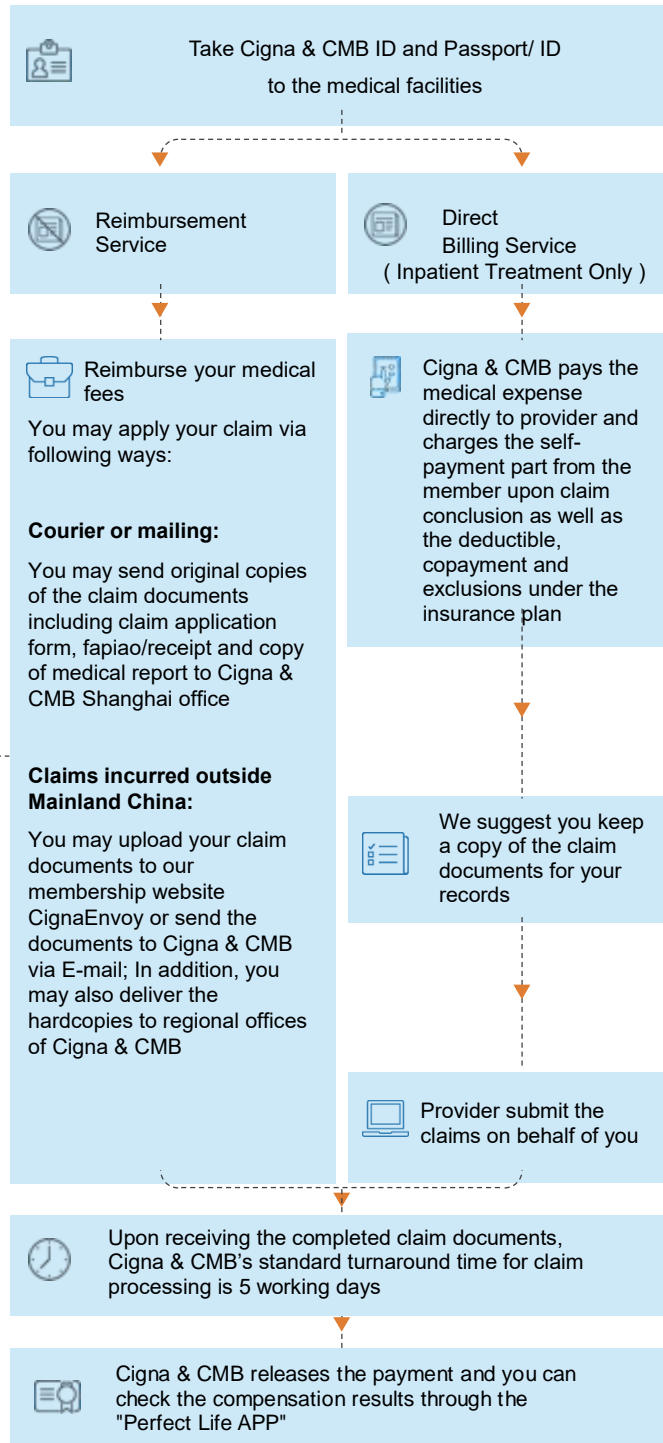 Take Cigna & CMB ID and Passport/ ID
to the medical facilities
Reimbursement
Service
Direct
Billing Service
( Inpatient Treatment Only )
Reimburse your medical
fees
You may apply your claim via
following ways:
Courier or mailing:
You may send original copies
of the claim documents
including claim application
form, fapiao/receipt and copy
of medical report to Cigna &
CMB Shanghai office
Claims incurred outside
Mainland China:
You may upload your claim
documents to our
membership website
CignaEnvoy or send the
documents to Cigna & CMB
via E-mail; In addition, you
may also deliver the
hardcopies to regional offices
of Cigna & CMB
Cigna & CMB pays the
medical expense
directly to provider and
charges the self-
payment part from the
member upon claim
conclusion as well as
the deductible,
copayment and
exclusions under the
insurance plan
We suggest you keep
a copy of the claim
documents for your
records
Provider submit the
claims on behalf of you
Upon receiving the completed claim documents,
Cigna & CMB’s standard turnaround time for claim
processing is 5 working days
Cigna & CMB releases the payment and you can
check the compensation results through the
"Perfect Life APP"